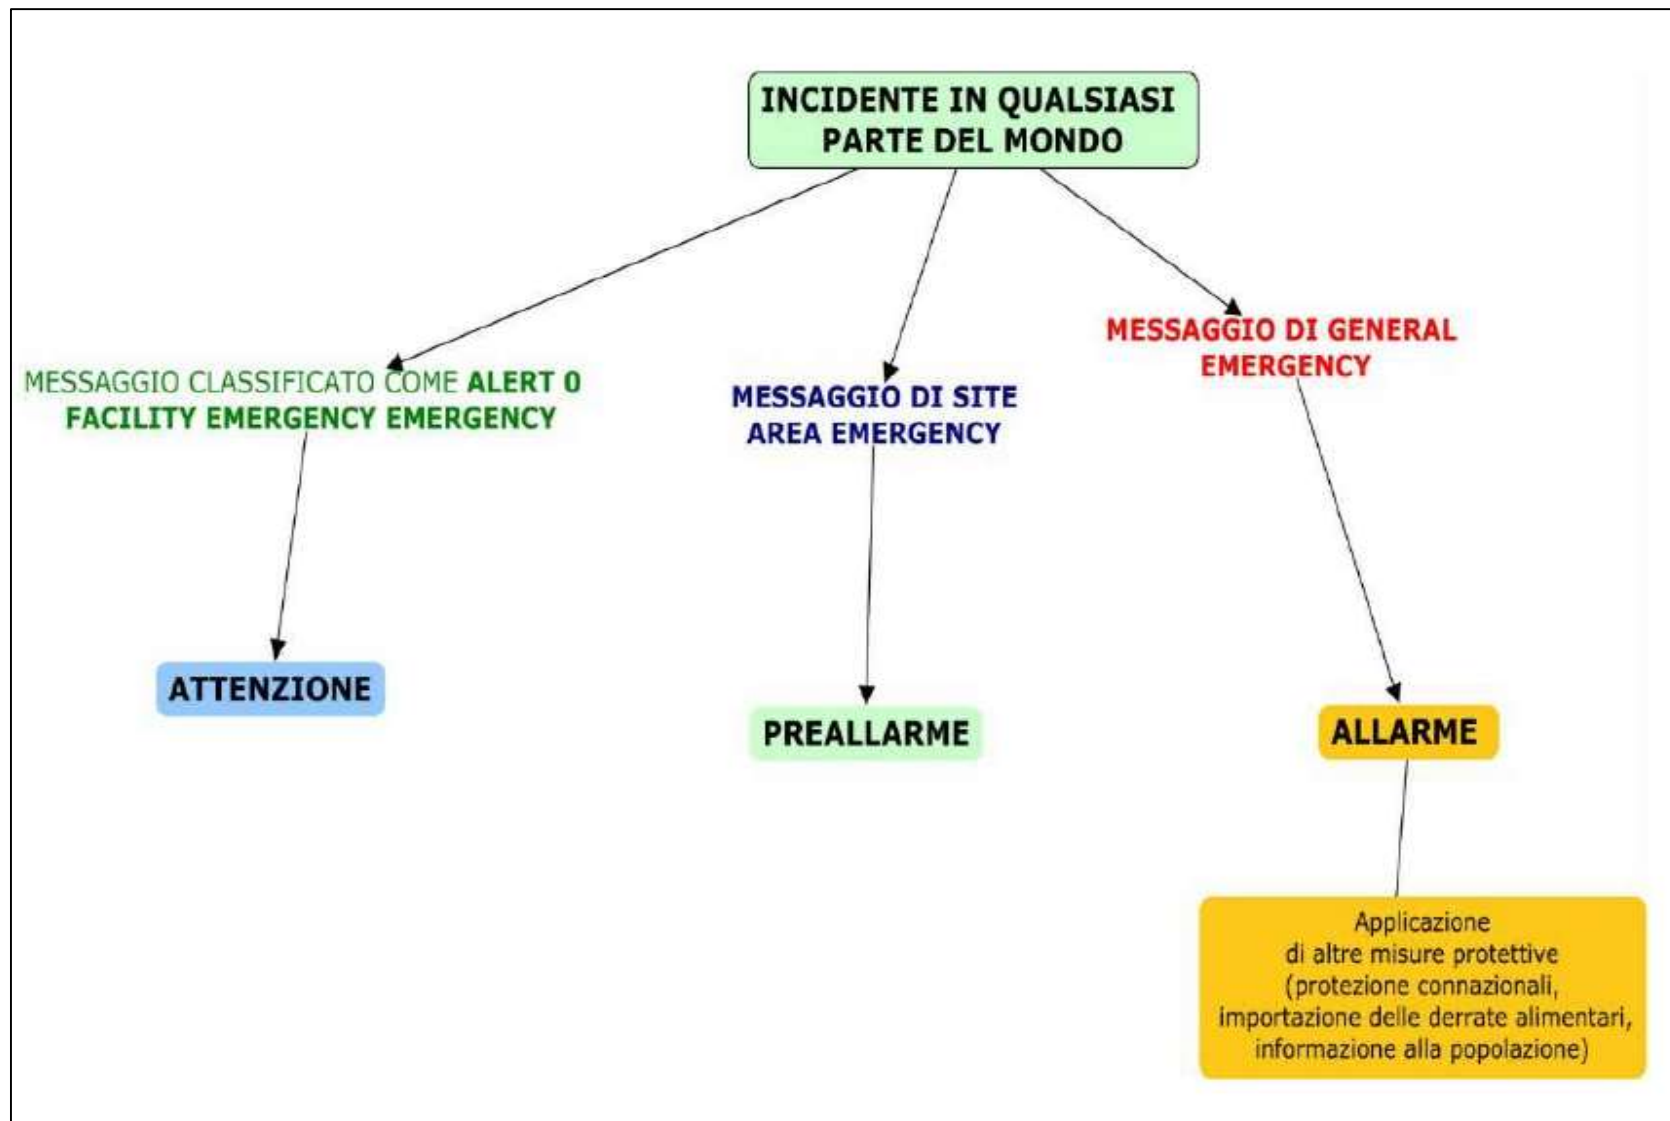 INCIDENTE IN QUALSIASI
PARTE DEL MONDO
MESSAGGIO CLASSIFICATO COME ALERT 0
FACILITY EMERGENCY EMERGENCY
MESSAGGIO DI SITE
AREA EMERGENCY
MESSAGGIO DI GENERAL
EMERGENCY
ATTENZIONE
PREALLARME
ALLARME
Applicazione
di altre misure protettive
(protezione connazionali,
importazione delle derrate alimentari,
informazione alla popolazione)